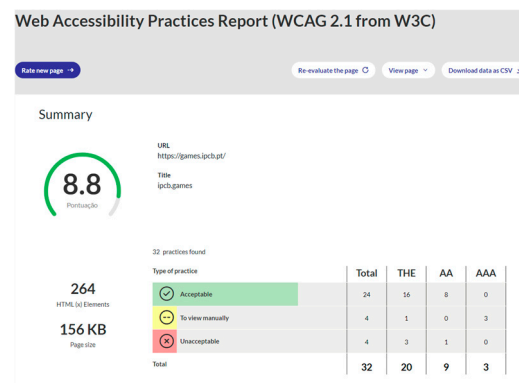 Web Accessibility Practices Report (WCAG 2.1 from W3C)
Rate new page
Re-evaluate the page
View page
Download data as CSV
Summary
8.8
Pontuação
URL
https://games.ipcb.pt/
Title
ipcb.games
264
HTML (x) Elements
156 KB
Page size
32 practices found
Type of practice Total THE AA AAA
Acceptable 24 16 8 0
To view manually 4 1 0 3
Unacceptable 4 3 1 0
Total 32 20 9 3